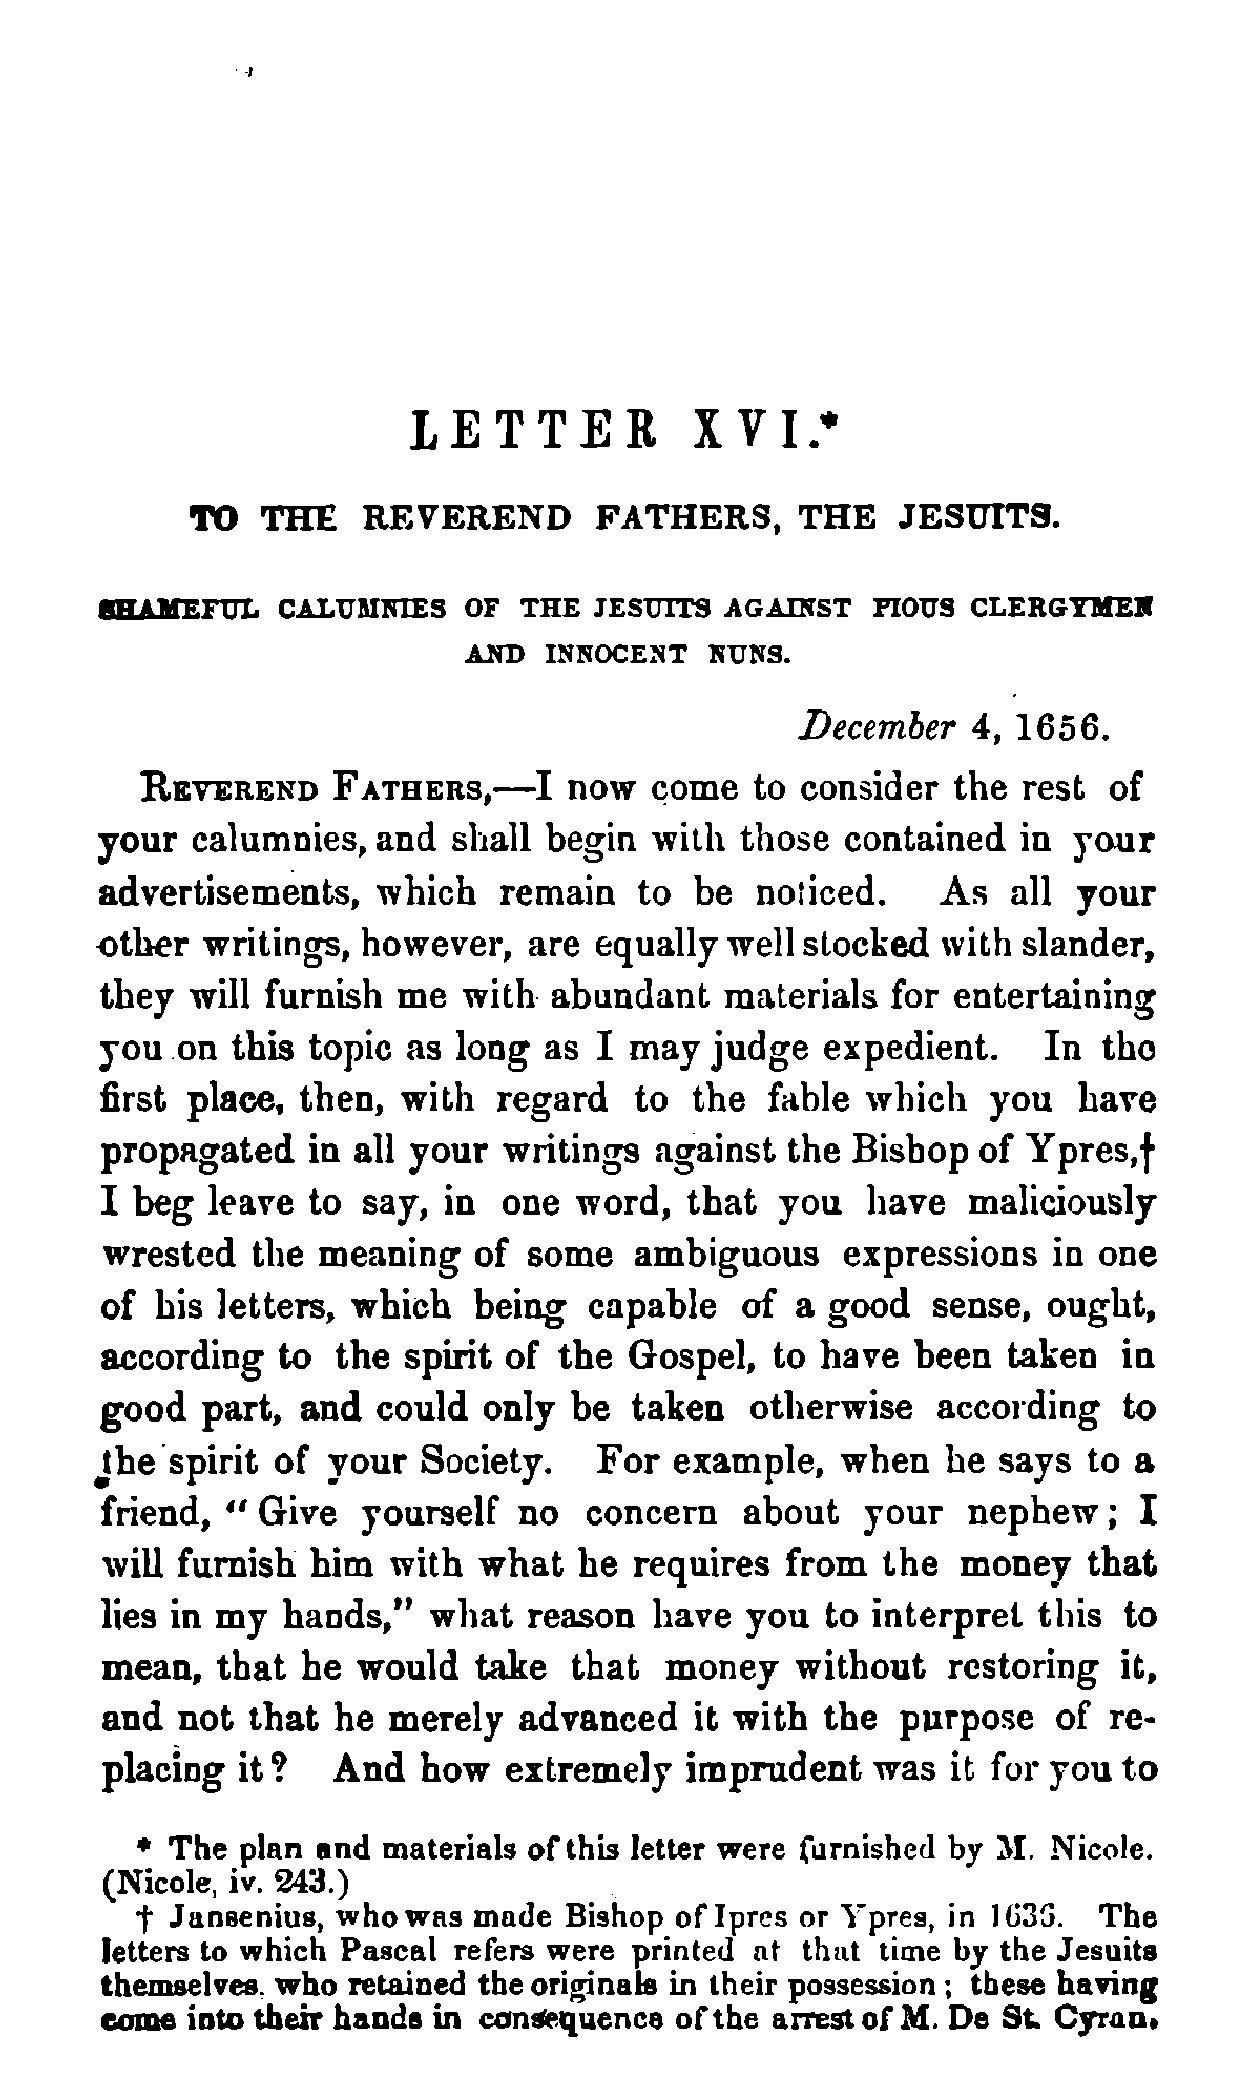 LETTER XVI.*
TO THE REVEREND FATHERS, THE JESUITS.
SHAMEFUL CALUMNIES OF THE JESUITS AGAINST PIOUS CLERGYMEN
AND INNOCENT NUNS.
December 4, 1656.
REVEREND FATHERS,—I now come to consider the rest of
your calumnies, and shall begin with those contained in your
advertisements, which remain to be noticed. As all your
other writings, however, are equally well stocked with slander,
they will furnish me with abundant materials for entertaining
you on this topic as long as I may judge expedient. In the
first place, then, with regard to the fable which you have
propagated in all your writings against the Bishop of Ypres,†
I beg leave to say, in one word, that you have maliciously
wrested the meaning of some ambiguous expressions in one
of his letters, which being capable of a good sense, ought,
according to the spirit of the Gospel, to have been taken in
good part, and could only be taken otherwise according to
the spirit of your Society. For example, when he says to a
friend, "Give yourself no concern about your nephew; I
will furnish him with what he requires from the money that
lies in my hands," what reason have you to interpret this to
mean, that he would take that money without restoring it,
and not that he merely advanced it with the purpose of re-
placing it? And how extremely imprudent was it for you to
* The plan and materials of this letter were furnished by M. Nicole.
(Nicole, iv. 243.)
† Jansenius, who was made Bishop of Ipres or Ypres, in 1636. The
letters to which Pascal refers were printed at that time by the Jesuits
themselves, who retained the originals in their possession; these having
come into their hands in consequence of the arrest of M. De St. Cyran.